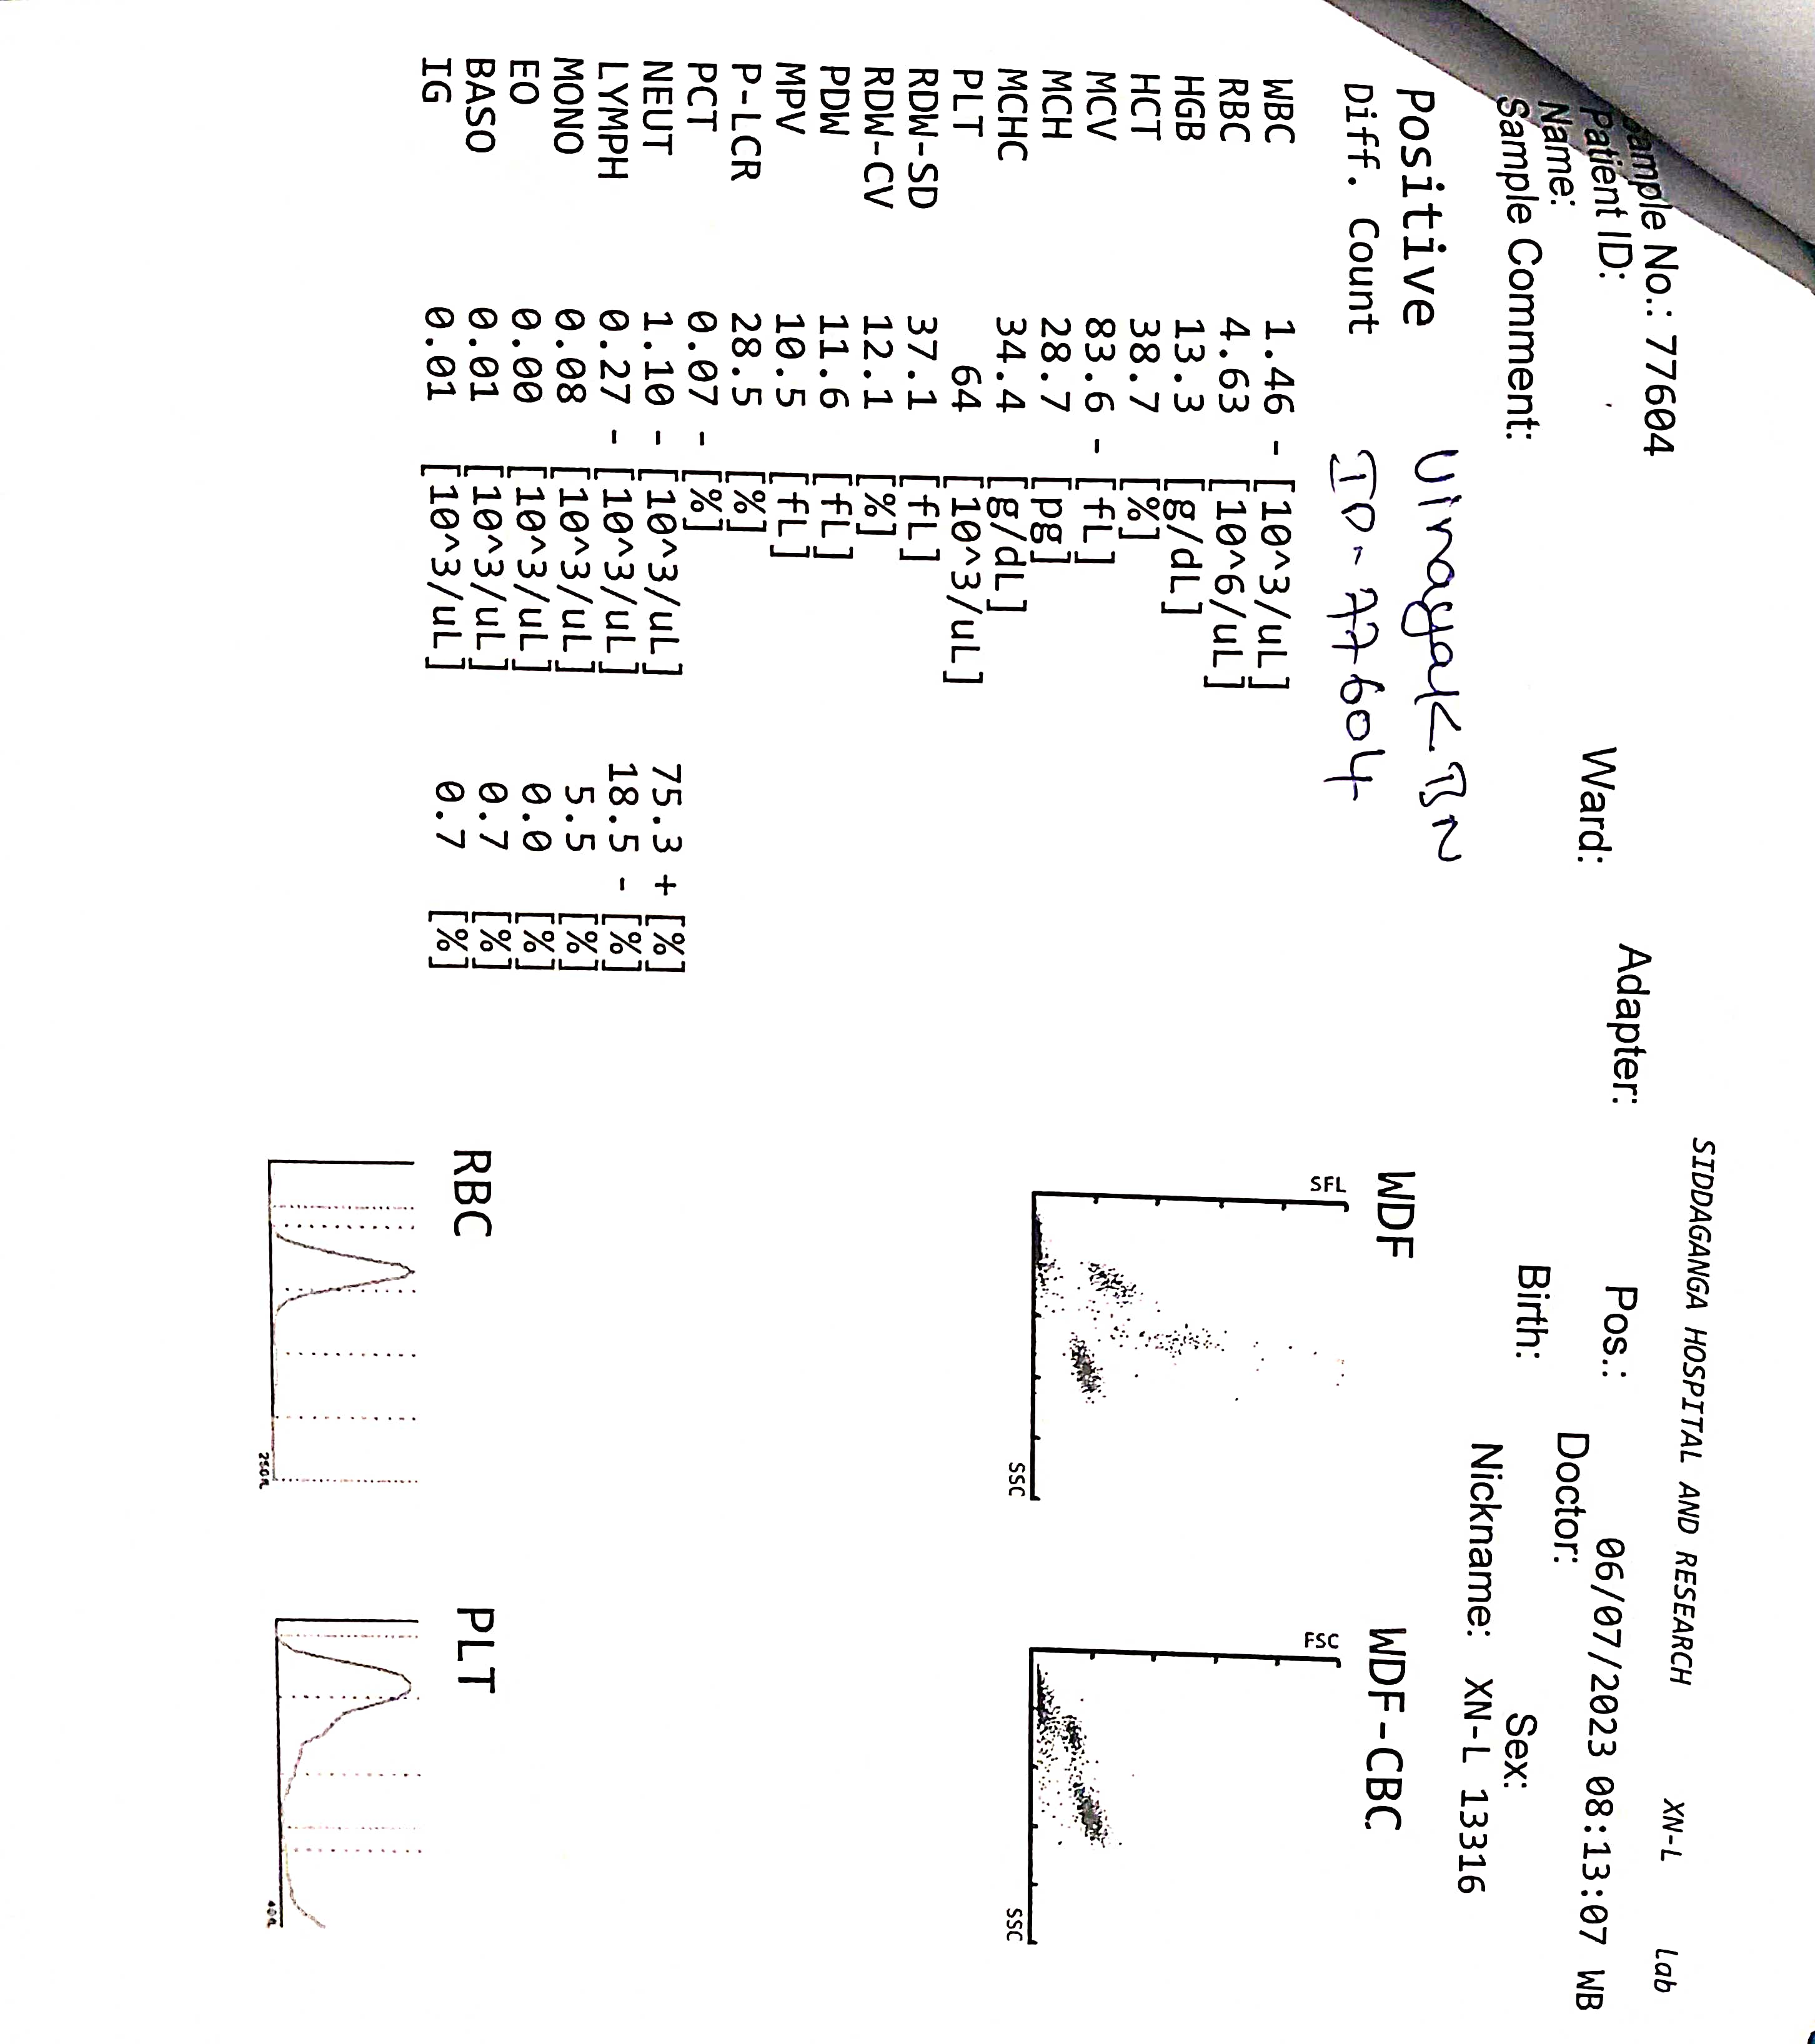 SIDDAGANGA HOSPITAL AND RESEARCH XN-L Lab
ample No.: 77604 Adapter: Pos.: 06/07/2023 08:13:07 WB
Patient ID: Ward: Doctor:
Name: Birth: Sex:
Sample Comment: Nickname: XN-L 13316
Positive Vinayak BN
Diff. Count ID-77604
WBC 1.46 - [10^3/uL]
RBC 4.63 [10^6/uL]
HGB 13.3 [g/dL]
HCT 38.7 [%]
MCV 83.6 - [fL]
MCH 28.7 [pg]
MCHC 34.4 [g/dL]
PLT 64 [10^3/uL]
RDW-SD 37.1 [fL]
RDW-CV 12.1 [%]
PDW 11.6 [fL]
MPV 10.5 [fL]
P-LCR 28.5 [%]
PCT 0.07 - [%]
NEUT 1.10 - [10^3/uL] 75.3 + [%]
LYMPH 0.27 - [10^3/uL] 18.5 - [%]
MONO 0.08 [10^3/uL] 5.5 [%]
EO 0.00 [10^3/uL] 0.0 [%]
BASO 0.01 [10^3/uL] 0.7 [%]
IG 0.01 [10^3/uL] 0.7 [%]
WDF
SFL
SSC
WDF-CBC
FSC
SSC
RBC
250fL
PLT
40fL